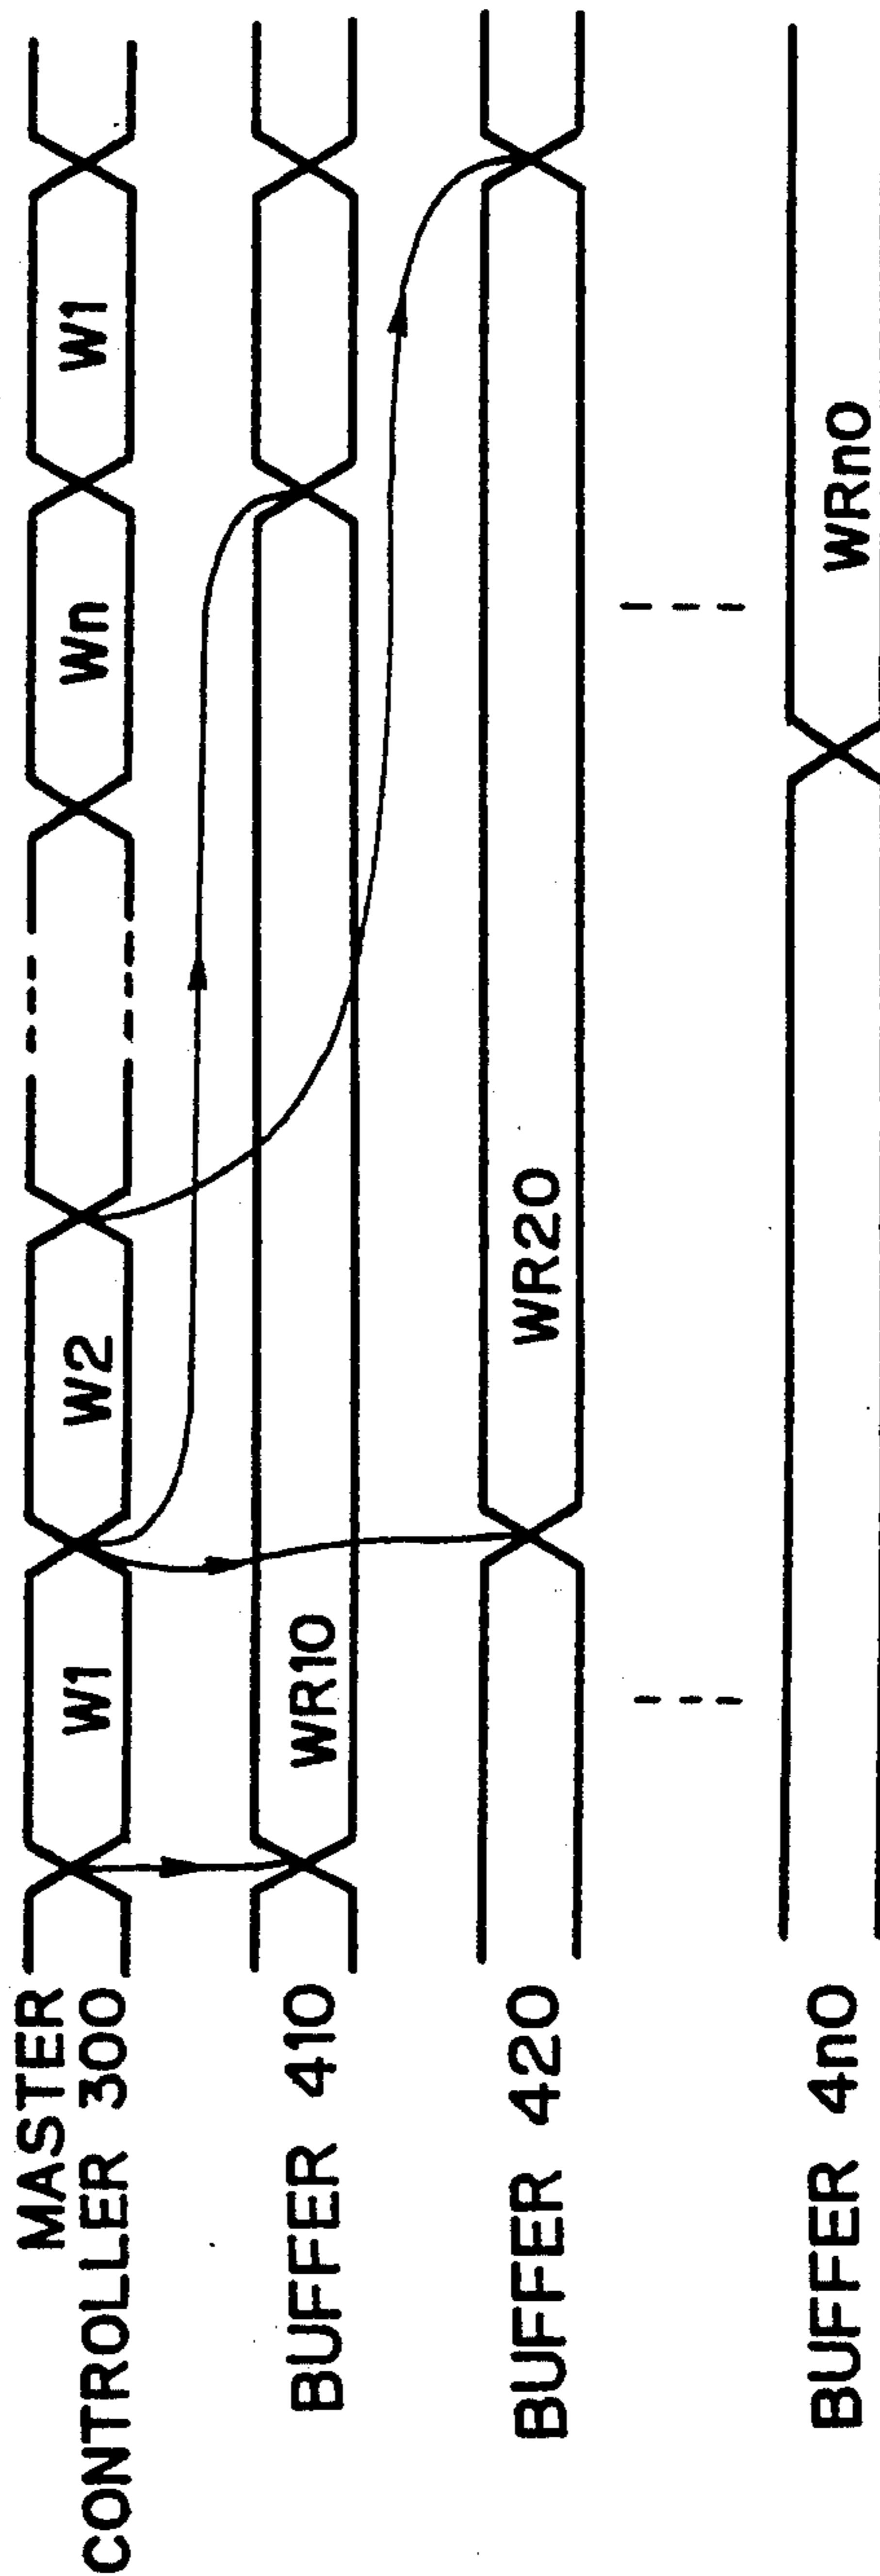 MASTER
CONTROLLER 300
W1
W2
Wn
W1
BUFFER 410
WR10
BUFFER 420
WR20
BUFFER 4n0
WRn0